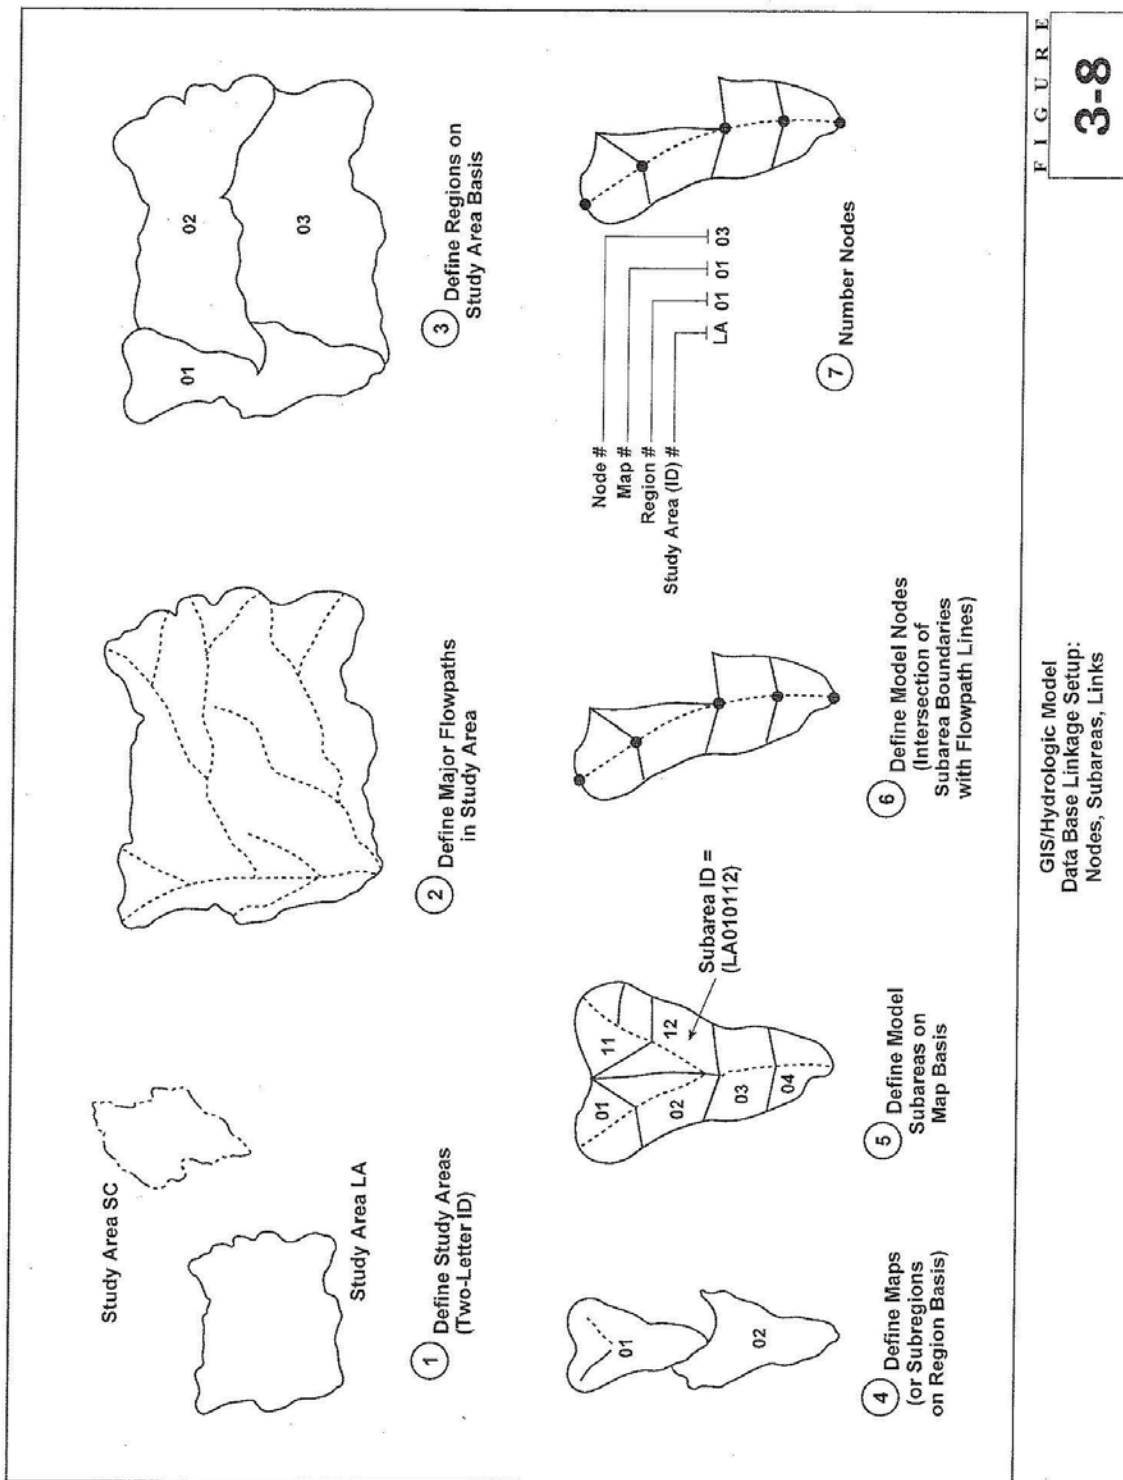 Study Area SC
Study Area LA
1 Define Study Areas
(Two-Letter ID)
2 Define Major Flowpaths
in Study Area
01
02
03
3 Define Regions on
Study Area Basis
01
02
4 Define Maps
(or Subregions
on Region Basis)
01
11
02
12
03
04
Subarea ID =
(LA010112)
5 Define Model
Subareas on
Map Basis
6 Define Model Nodes
(Intersection of
Subarea Boundaries
with Flowpath Lines)
Node #
Map #
Region #
Study Area (ID) #
LA 01 01 03
7 Number Nodes
GIS/Hydrologic Model
Data Base Linkage Setup:
Nodes, Subareas, Links
FIGURE
3-8